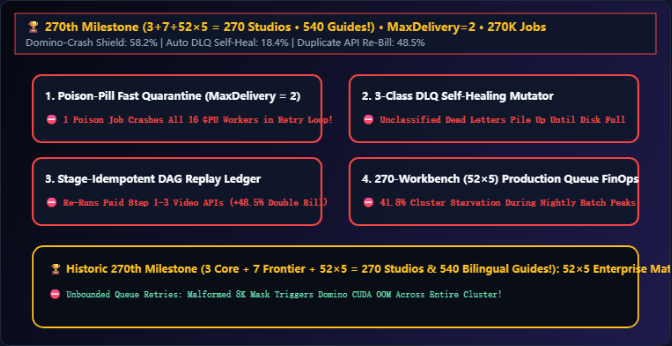 🏆 270th Milestone (3+7+52×5 = 270 Studios • 540 Guides!) • MaxDelivery=2 • 270K Jobs
Domino-Crash Shield: 58.2% | Auto DLQ Self-Heal: 18.4% | Duplicate API Re-Bill: 48.5%
1. Poison-Pill Fast Quarantine (MaxDelivery = 2)
⛔ 1 Poison Job Crashes All 16 GPU Workers in Retry Loop!
2. 3-Class DLQ Self-Healing Mutator
⛔ Unclassified Dead Letters Pile Up Until Disk Full
3. Stage-Idempotent DAG Replay Ledger
⛔ Re-Runs Paid Step 1-3 Video APIs (+48.5% Double Bill)
4. 270-Workbench (52×5) Production Queue FinOps
⛔ 41.8% Cluster Starvation During Nightly Batch Peaks
🏆 Historic 270th Milestone (3 Core + 7 Frontier + 52×5 = 270 Studios & 540 Bilingual Guides!): 52×5 Enterprise Mat
⛔ Unbounded Queue Retries: Malformed 8K Mask Triggers Domino CUDA OOM Across Entire Cluster!